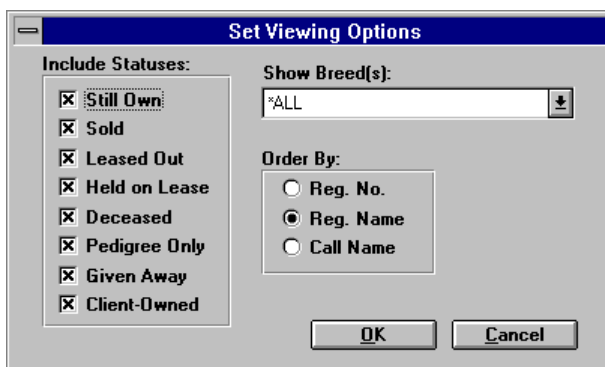 Set Viewing Options
Include Statuses:
Still Own
Sold
Leased Out
Held on Lease
Deceased
Pedigree Only
Given Away
Client-Owned
Show Breed(s):
*ALL
Order By:
Reg. No.
Reg. Name
Call Name
OK
Cancel